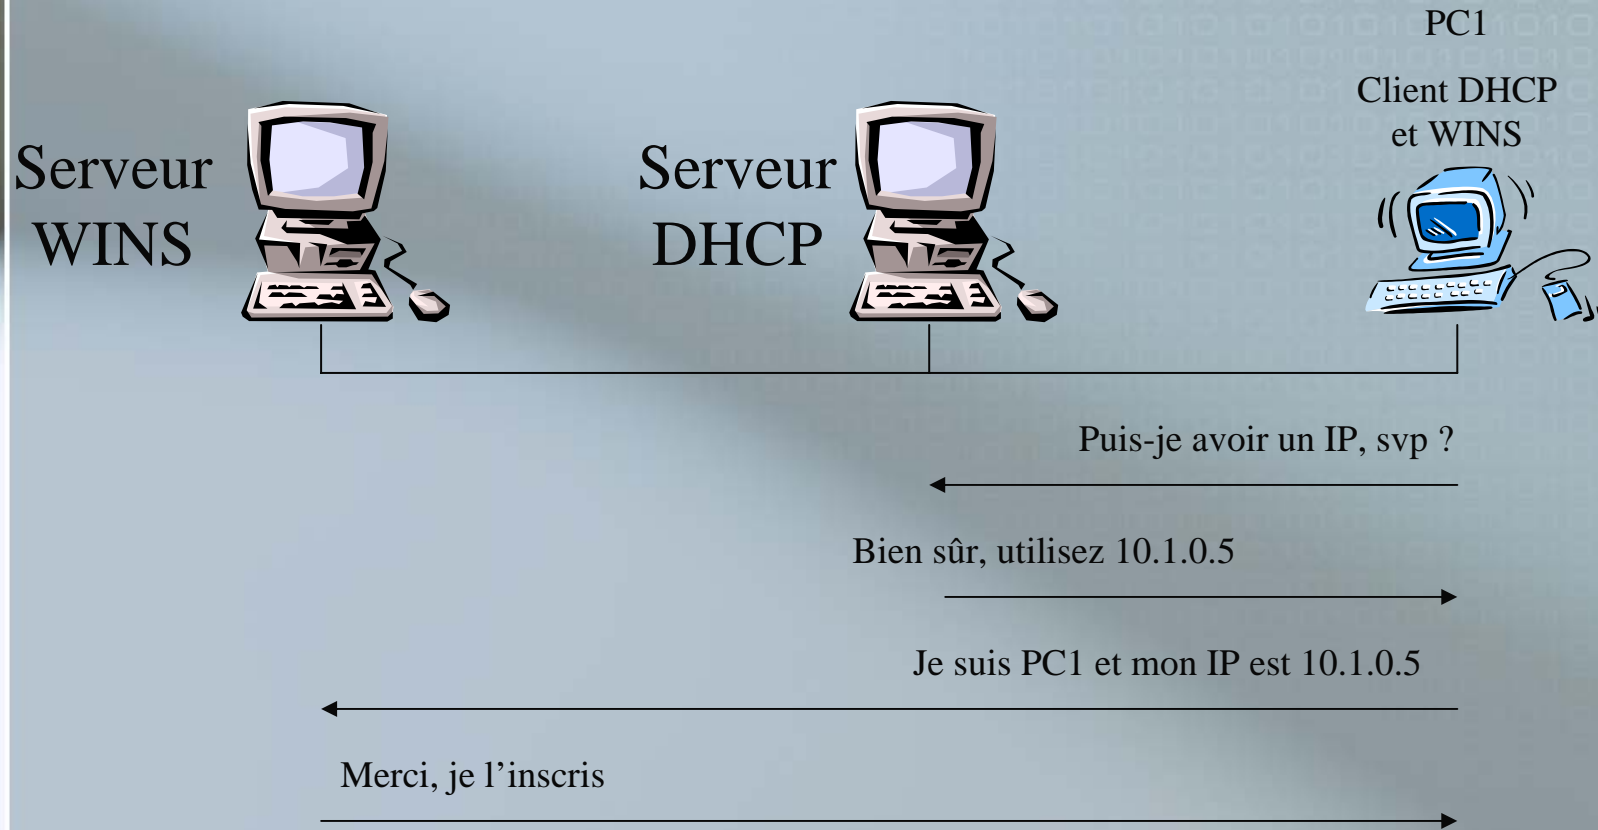 PC1
Client DHCP
et WINS
Serveur
WINS
Serveur
DHCP
Puis-je avoir un IP, svp ?
Bien sûr, utilisez 10.1.0.5
Je suis PC1 et mon IP est 10.1.0.5
Merci, je l’inscris